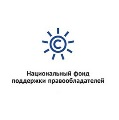 ©
Национальный фонд
поддержки правообладателей